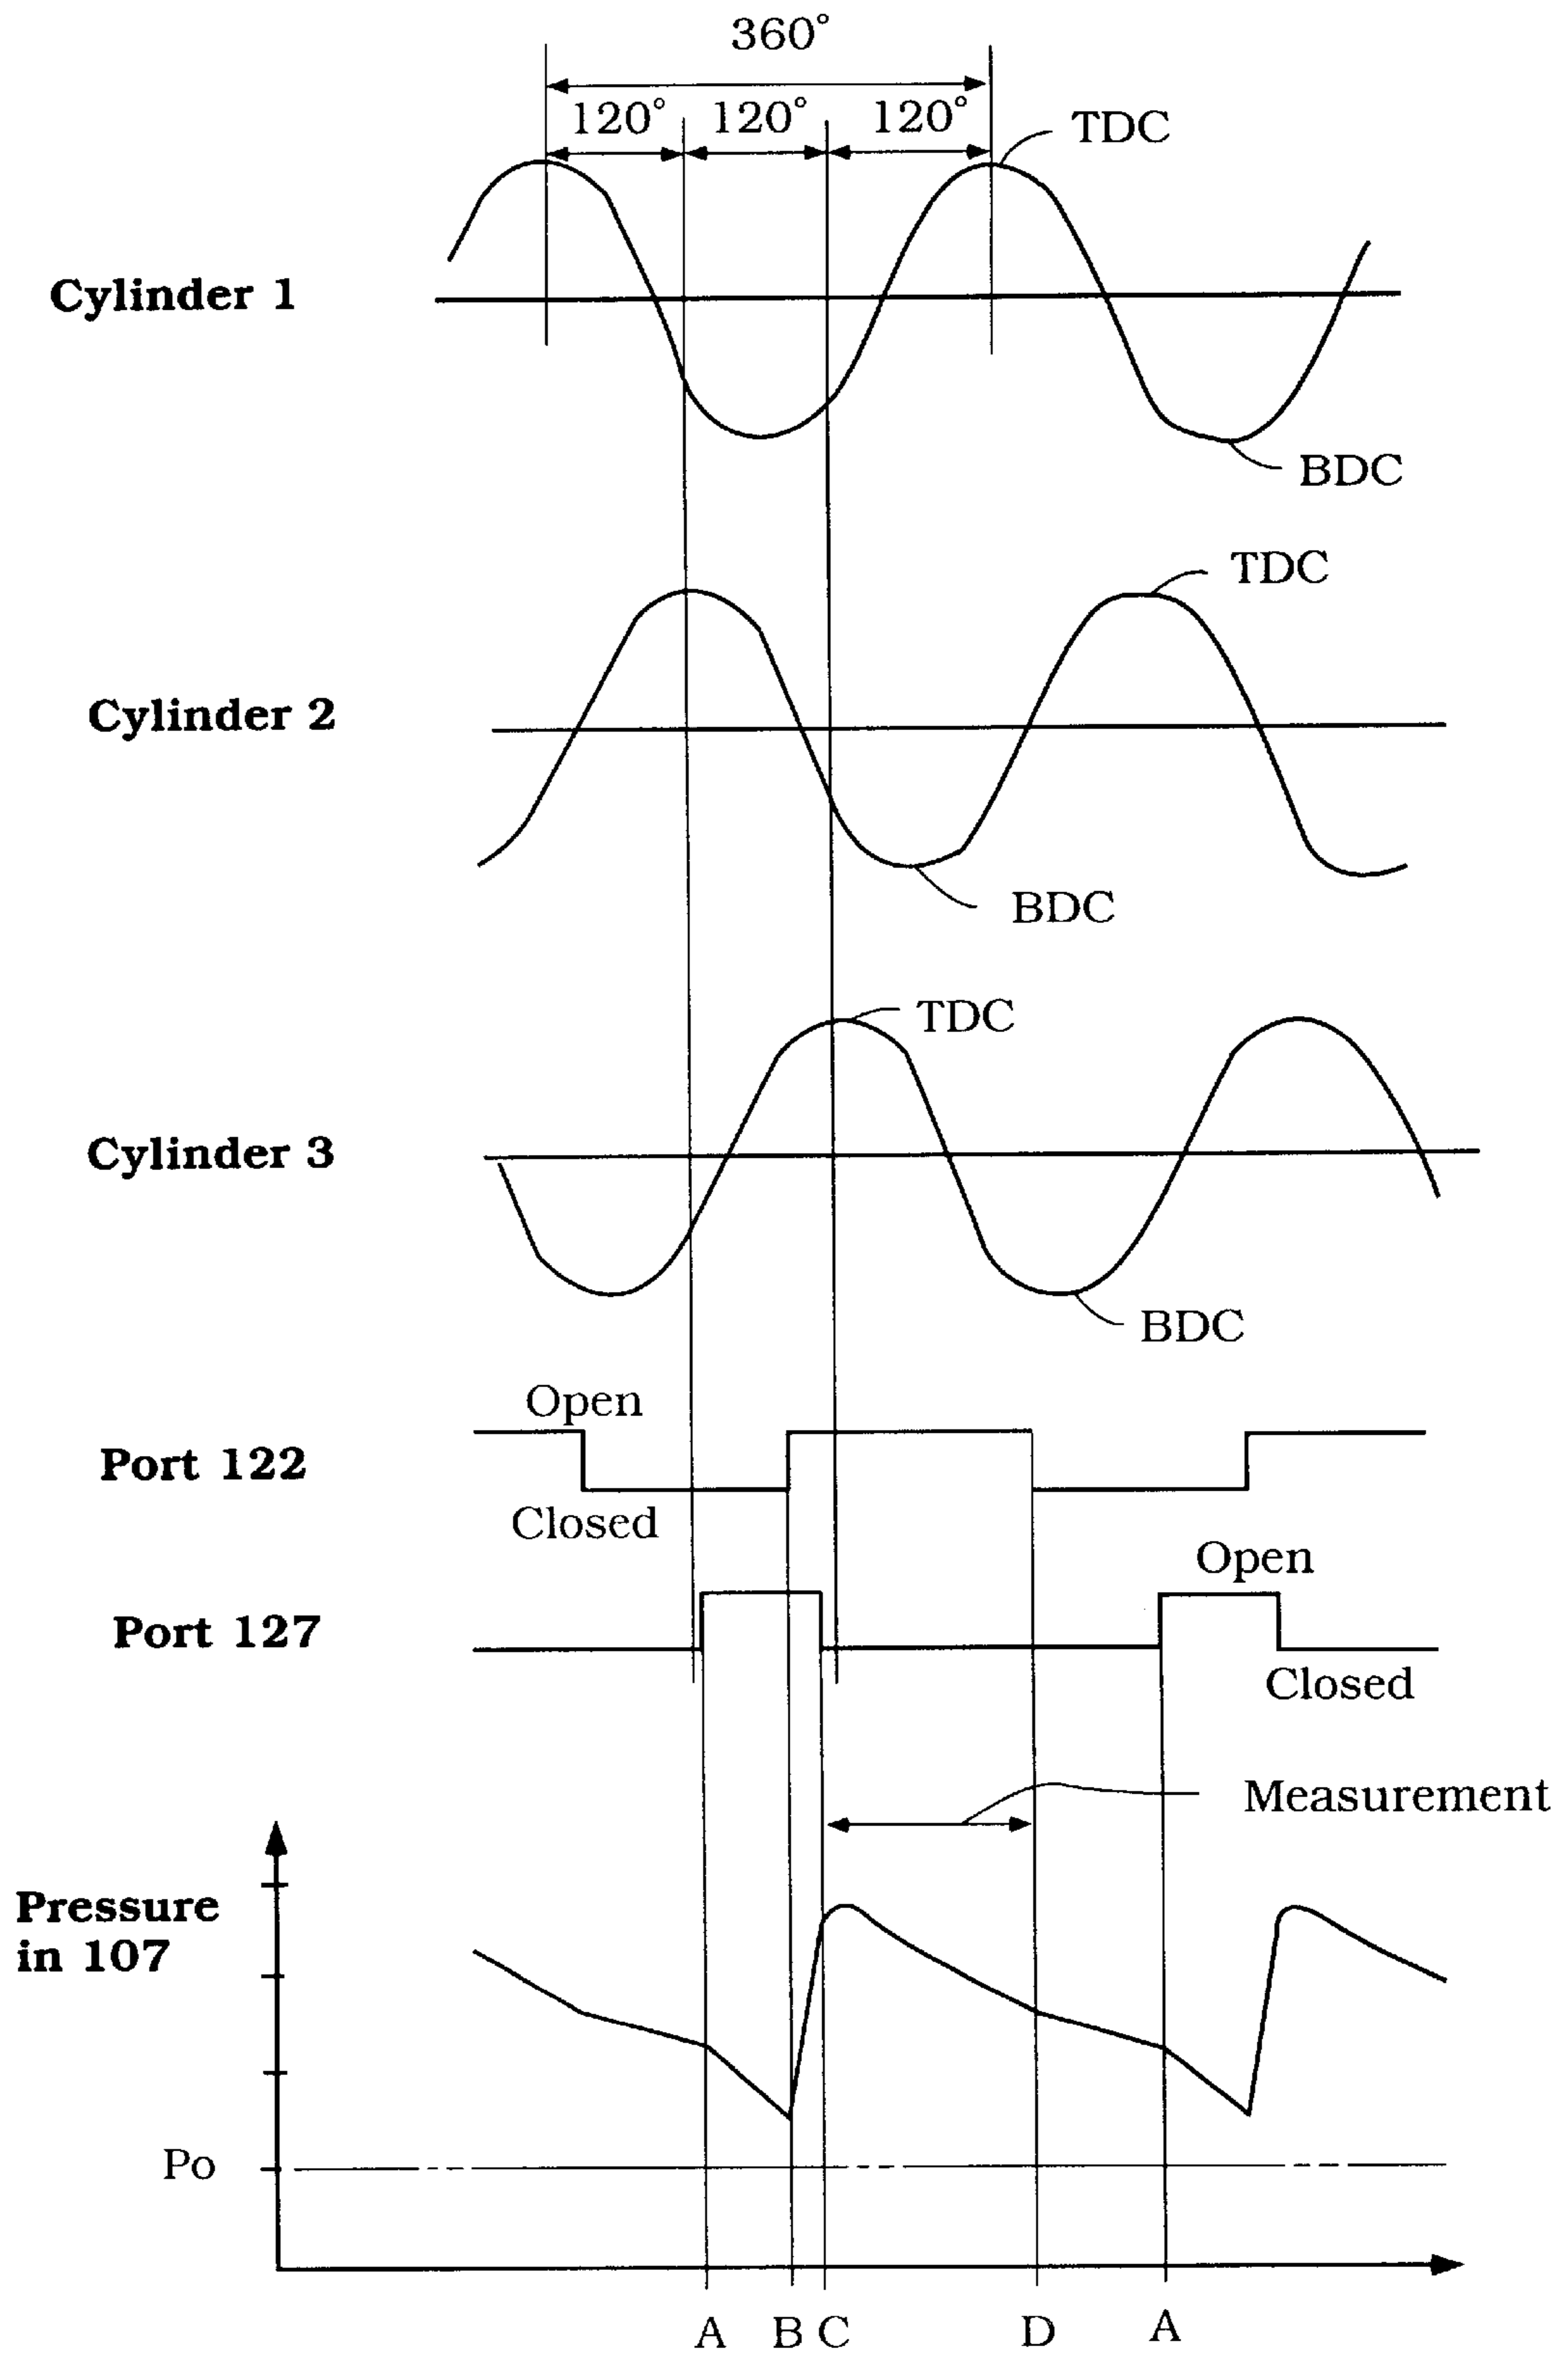 360°
120° 120° 120°
TDC
Cylinder 1
BDC
TDC
Cylinder 2
BDC
TDC
Cylinder 3
BDC
Open
Port 122
Closed
Open
Port 127
Closed
Measurement
Pressure
in 107
Po
A B C D A